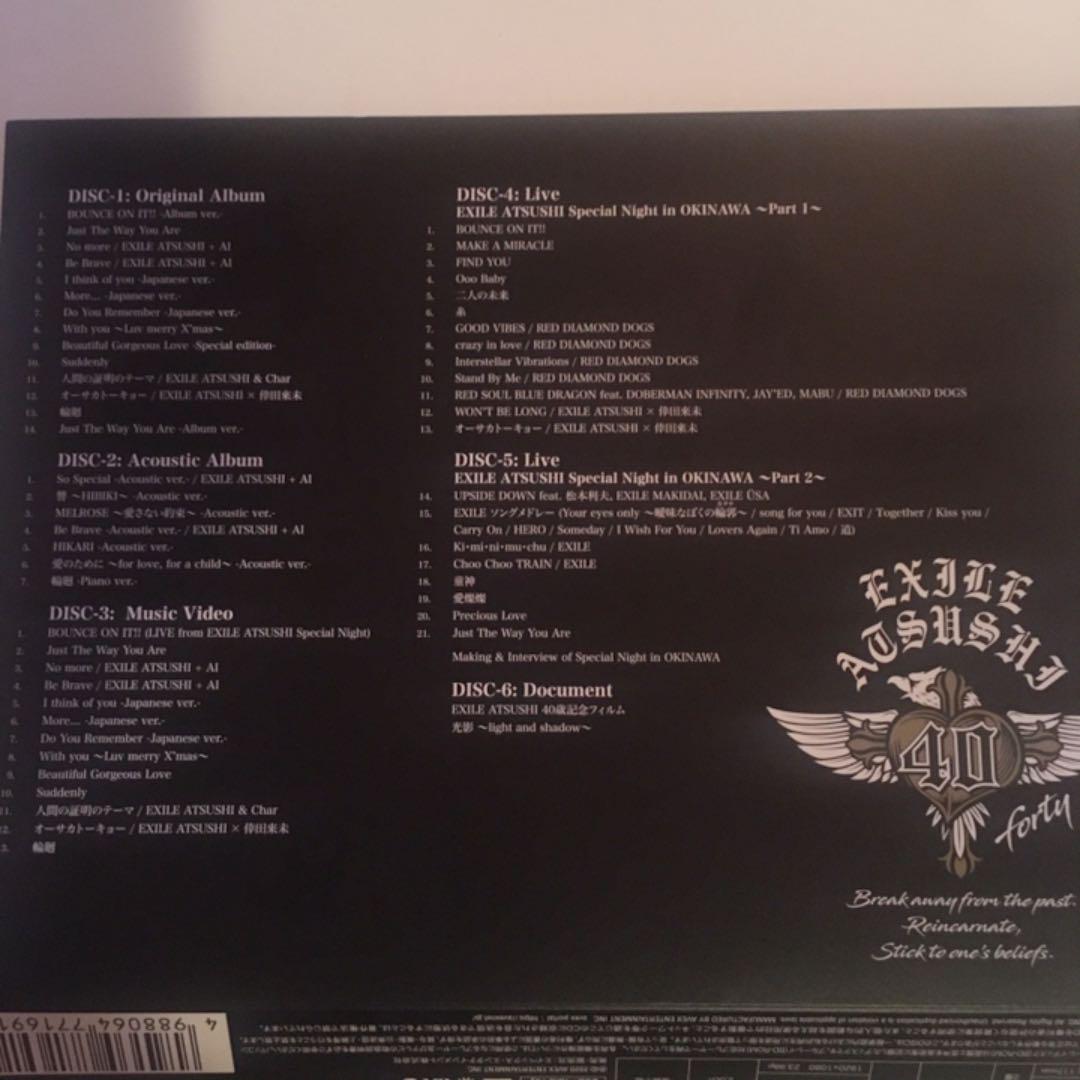 DISC-1: Original Album
1. BOUNCE ON IT!! -Album ver.-
2. Just The Way You Are
3. No more / EXILE ATSUSHI + AI
4. Be Brave / EXILE ATSUSHI + AI
5. I think of you -Japanese ver.-
6. More... -Japanese ver.-
7. Do You Remember -Japanese ver.-
8. With you ～Luv merry X'mas～
9. Beautiful Gorgeous Love -Special edition-
10. Suddenly
11. 人間の証明のテーマ / EXILE ATSUSHI & Char
12. オーサカトーキョー / EXILE ATSUSHI × 倖田來未
13. 輪廻
14. Just The Way You Are -Album ver.-
DISC-2: Acoustic Album
1. So Special -Acoustic ver.- / EXILE ATSUSHI + AI
2. 響 ～HIBIKI～ -Acoustic ver.-
3. MELROSE ～愛さない約束～ -Acoustic ver.-
4. Be Brave -Acoustic ver.- / EXILE ATSUSHI + AI
5. HIKARI -Acoustic ver.-
6. 愛のために ～for love, for a child～ -Acoustic ver.-
7. 輪廻 -Piano ver.-
DISC-3: Music Video
1. BOUNCE ON IT!! (LIVE from EXILE ATSUSHI Special Night)
2. Just The Way You Are
3. No more / EXILE ATSUSHI + AI
4. Be Brave / EXILE ATSUSHI + AI
5. I think of you -Japanese ver.-
6. More... -Japanese ver.-
7. Do You Remember -Japanese ver.-
8. With you ～Luv merry X'mas～
9. Beautiful Gorgeous Love
10. Suddenly
11. 人間の証明のテーマ / EXILE ATSUSHI & Char
12. オーサカトーキョー / EXILE ATSUSHI × 倖田來未
3. 輪廻
DISC-4: Live
EXILE ATSUSHI Special Night in OKINAWA ～Part 1～
1. BOUNCE ON IT!!
2. MAKE A MIRACLE
3. FIND YOU
4. Ooo Baby
5. 二人の未来
6. 糸
7. GOOD VIBES / RED DIAMOND DOGS
8. crazy in love / RED DIAMOND DOGS
9. Interstellar Vibrations / RED DIAMOND DOGS
10. Stand By Me / RED DIAMOND DOGS
11. RED SOUL BLUE DRAGON feat. DOBERMAN INFINITY, JAY'ED, MABU / RED DIAMOND DOGS
12. WON'T BE LONG / EXILE ATSUSHI × 倖田來未
13. オーサカトーキョー / EXILE ATSUSHI × 倖田來未
DISC-5: Live
EXILE ATSUSHI Special Night in OKINAWA ～Part 2～
14. UPSIDE DOWN feat. 松本利夫, EXILE MAKIDAI, EXILE ÜSA
15. EXILE ソングメドレー (Your eyes only ～曖昧なぼくの輪郭～ / song for you / EXIT / Together / Kiss you /
Carry On / HERO / Someday / I Wish For You / Lovers Again / Ti Amo / 道)
16. Ki・mi・ni・mu・chu / EXILE
17. Choo Choo TRAIN / EXILE
18. 童神
19. 愛燦燦
20. Precious Love
21. Just The Way You Are
Making & Interview of Special Night in OKINAWA
DISC-6: Document
EXILE ATSUSHI 40歳記念フィルム
光影 ～light and shadow～
EXILE
ATSUSHI
40
forty
Break away from the past.
Reincarnate,
Stick to one's beliefs.
4 988064 771691